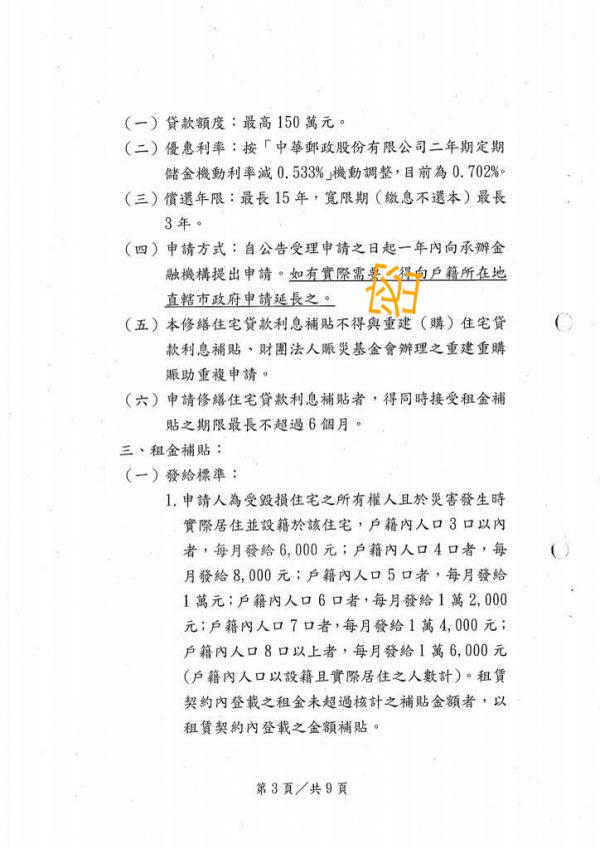 (一)貸款額度：最高150萬元。
(二)優惠利率：按「中華郵政股份有限公司二年期定期
儲金機動利率減0.533%」機動調整，目前為0.702%。
(三)償還年限：最長15年，寬限期(繳息不還本)最長
3年。
(四)申請方式：自公告受理申請之日起一年內向承辦金
融機構提出申請。如有實際需要，得向戶籍所在地
直轄市政府申請延長之。
(五)本修繕住宅貸款利息補貼不得與重建(購)住宅貸
款利息補貼、財團法人賑災基金會辦理之重建重購
賑助重複申請。
(六)申請修繕住宅貸款利息補貼者，得同時接受租金補
貼之期限最長不超過6個月。
三、租金補貼：
(一)發給標準：
1.申請人為受毀損住宅之所有權人且於災害發生時
實際居住並設籍於該住宅，戶籍內人口3口以內
者，每月發給6,000元；戶籍內人口4口者，每
月發給8,000元；戶籍內人口5口者，每月發給
1萬元；戶籍內人口6口者，每月發給1萬2,000
元；戶籍內人口7口者，每月發給1萬4,000元；
戶籍內人口8口以上者，每月發給1萬6,000元
(戶籍內人口以設籍且實際居住之人數計)。租賃
契約內登載之租金未超過核計之補貼金額者，以
租賃契約內登載之金額補貼。
第3頁／共9頁